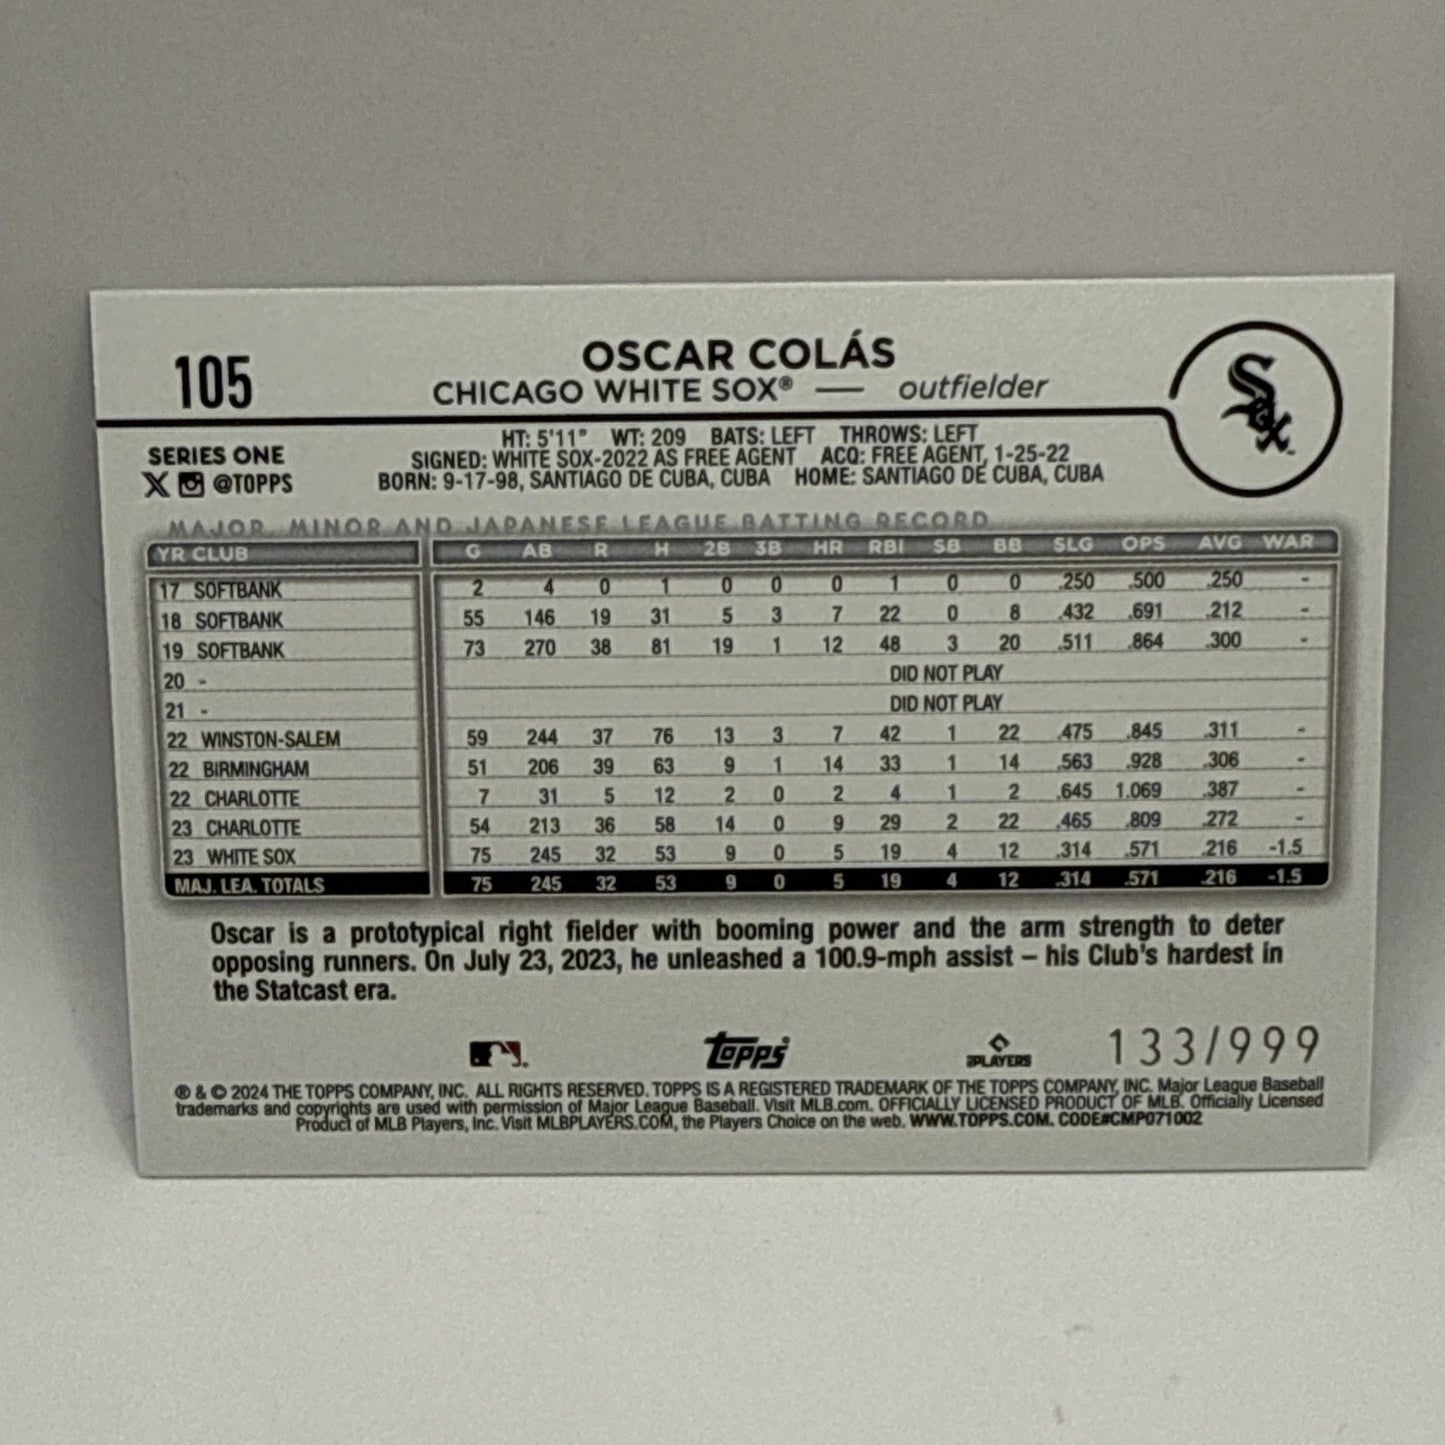 105
OSCAR COLÁS
CHICAGO WHITE SOX® — outfielder
Sox
SERIES ONE
X @TOPPS
HT: 5'11" WT: 209 BATS: LEFT THROWS: LEFT
SIGNED: WHITE SOX-2022 AS FREE AGENT ACQ: FREE AGENT, 1-25-22
BORN: 9-17-98, SANTIAGO DE CUBA, CUBA HOME: SANTIAGO DE CUBA, CUBA
MAJOR, MINOR AND JAPANESE LEAGUE BATTING RECORD
YR CLUB G AB R H 2B 3B HR RBI SB BB SLG OPS AVG WAR
17 SOFTBANK 2 4 0 1 0 0 0 1 0 0 .250 .500 .250 -
18 SOFTBANK 55 146 19 31 5 3 7 22 0 8 .432 .691 .212 -
19 SOFTBANK 73 270 38 81 19 1 12 48 3 20 .511 .864 .300 -
20 - DID NOT PLAY
21 - DID NOT PLAY
22 WINSTON-SALEM 59 244 37 76 13 3 7 42 1 22 .475 .845 .311 -
22 BIRMINGHAM 51 206 39 63 9 1 14 33 1 14 .563 .928 .306 -
22 CHARLOTTE 7 31 5 12 2 0 2 4 1 2 .645 1.069 .387 -
23 CHARLOTTE 54 213 36 58 14 0 9 29 2 22 .465 .809 .272 -
23 WHITE SOX 75 245 32 53 9 0 5 19 4 12 .314 .571 .216 -1.5
MAJ. LEA. TOTALS 75 245 32 53 9 0 5 19 4 12 .314 .571 .216 -1.5
Oscar is a prototypical right fielder with booming power and the arm strength to deter
opposing runners. On July 23, 2023, he unleashed a 100.9-mph assist – his Club's hardest in
the Statcast era.
TOPPS® PLAYERS 133/999
® & © 2024 THE TOPPS COMPANY, INC. ALL RIGHTS RESERVED. TOPPS IS A REGISTERED TRADEMARK OF THE TOPPS COMPANY, INC. Major League Baseball
trademarks and copyrights are used with permission of Major League Baseball. Visit MLB.com. OFFICIALLY LICENSED PRODUCT OF MLB. Officially Licensed
Product of MLB Players, Inc. Visit MLBPLAYERS.COM, the Players Choice on the web. WWW.TOPPS.COM. CODE#CMP071002